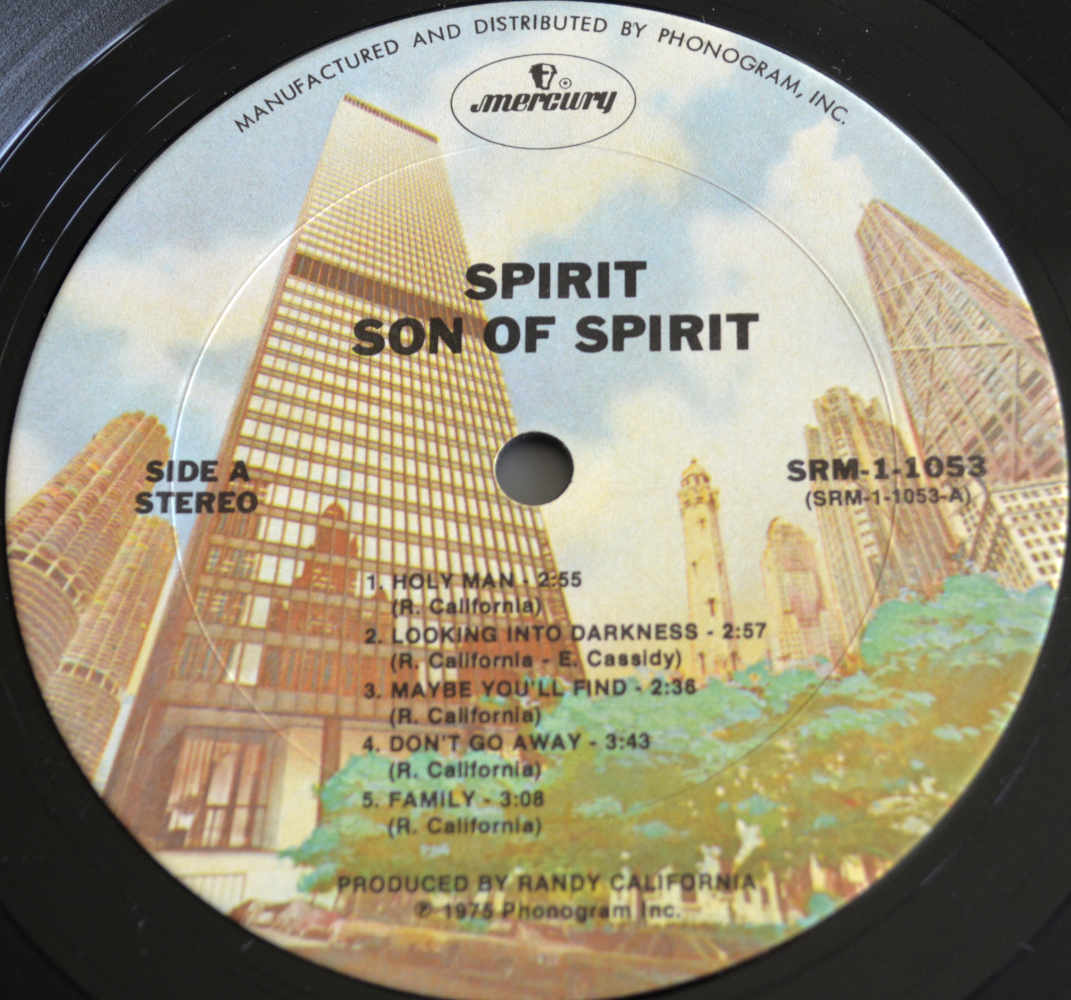 MANUFACTURED AND DISTRIBUTED BY PHONOGRAM, INC.
mercury
SPIRIT
SON OF SPIRIT
SIDE A
STEREO
SRM-1-1053
(SRM-1-1053-A)
1. HOLY MAN - 2:55
(R. California)
2. LOOKING INTO DARKNESS - 2:57
(R. California - E. Cassidy)
3. MAYBE YOU'LL FIND - 2:36
(R. California)
4. DON'T GO AWAY - 3:43
(R. California)
5. FAMILY - 3:08
(R. California)
PRODUCED BY RANDY CALIFORNIA
℗ 1975 Phonogram Inc.